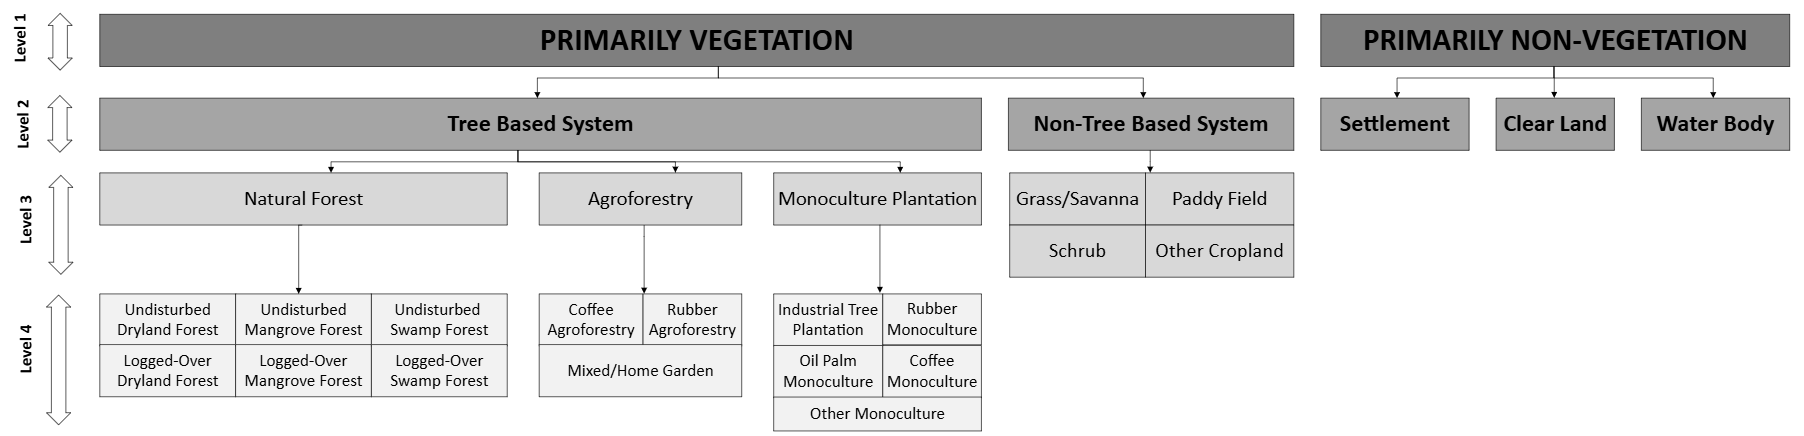 Level 1
PRIMARILY VEGETATION
PRIMARILY NON-VEGETATION
Level 2
Tree Based System
Non-Tree Based System
Settlement
Clear Land
Water Body
Level 3
Natural Forest
Agroforestry
Monoculture Plantation
Grass/Savanna
Paddy Field
Schrub
Other Cropland
Level 4
Undisturbed
Dryland Forest
Undisturbed
Mangrove Forest
Undisturbed
Swamp Forest
Logged-Over
Dryland Forest
Logged-Over
Mangrove Forest
Logged-Over
Swamp Forest
Coffee
Agroforestry
Rubber
Agroforestry
Mixed/Home Garden
Industrial Tree
Plantation
Rubber
Monoculture
Oil Palm
Monoculture
Coffee
Monoculture
Other Monoculture